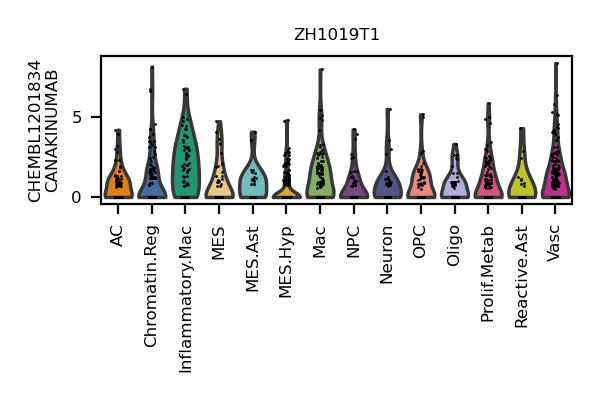 ZH1019T1
CHEMBL1201834
CANAKINUMAB
5
0
AC
Chromatin.Reg
Inflammatory.Mac
MES
MES.Ast
MES.Hyp
Mac
NPC
Neuron
OPC
Oligo
Prolif.Metab
Reactive.Ast
Vasc